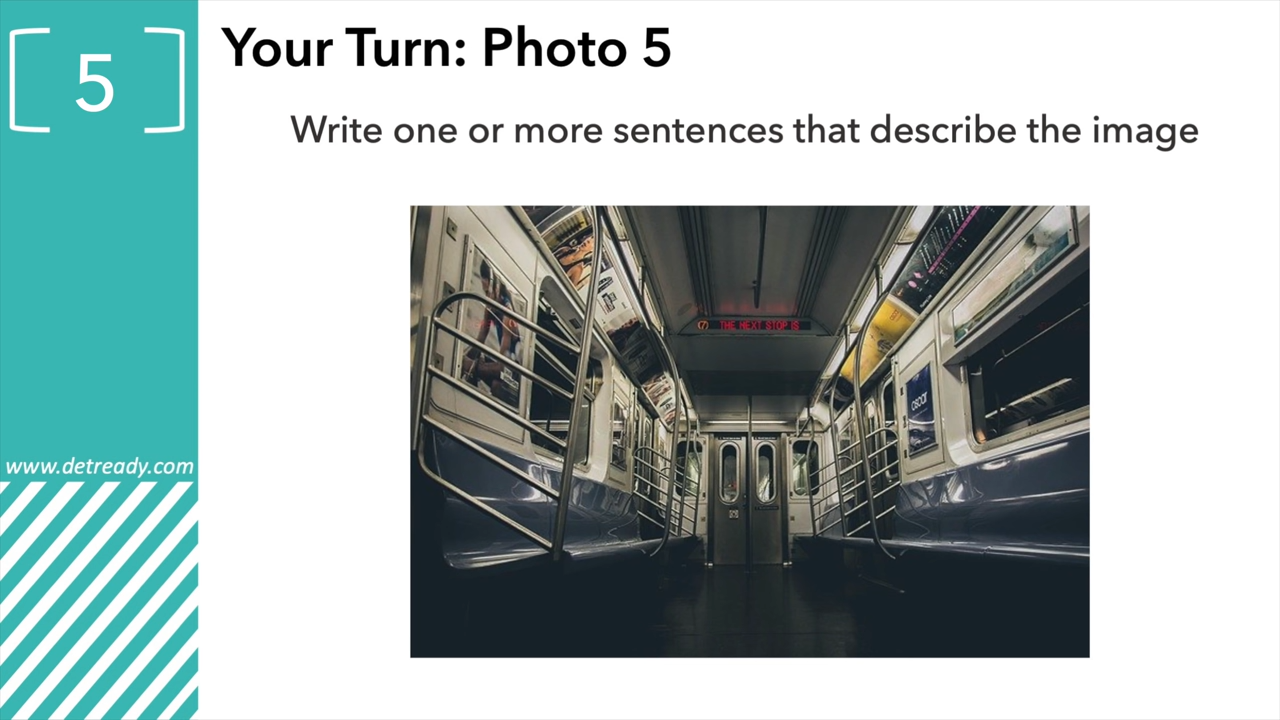 5
Your Turn: Photo 5
Write one or more sentences that describe the image
THE NEXT STOP IS
oscar
www.detready.com